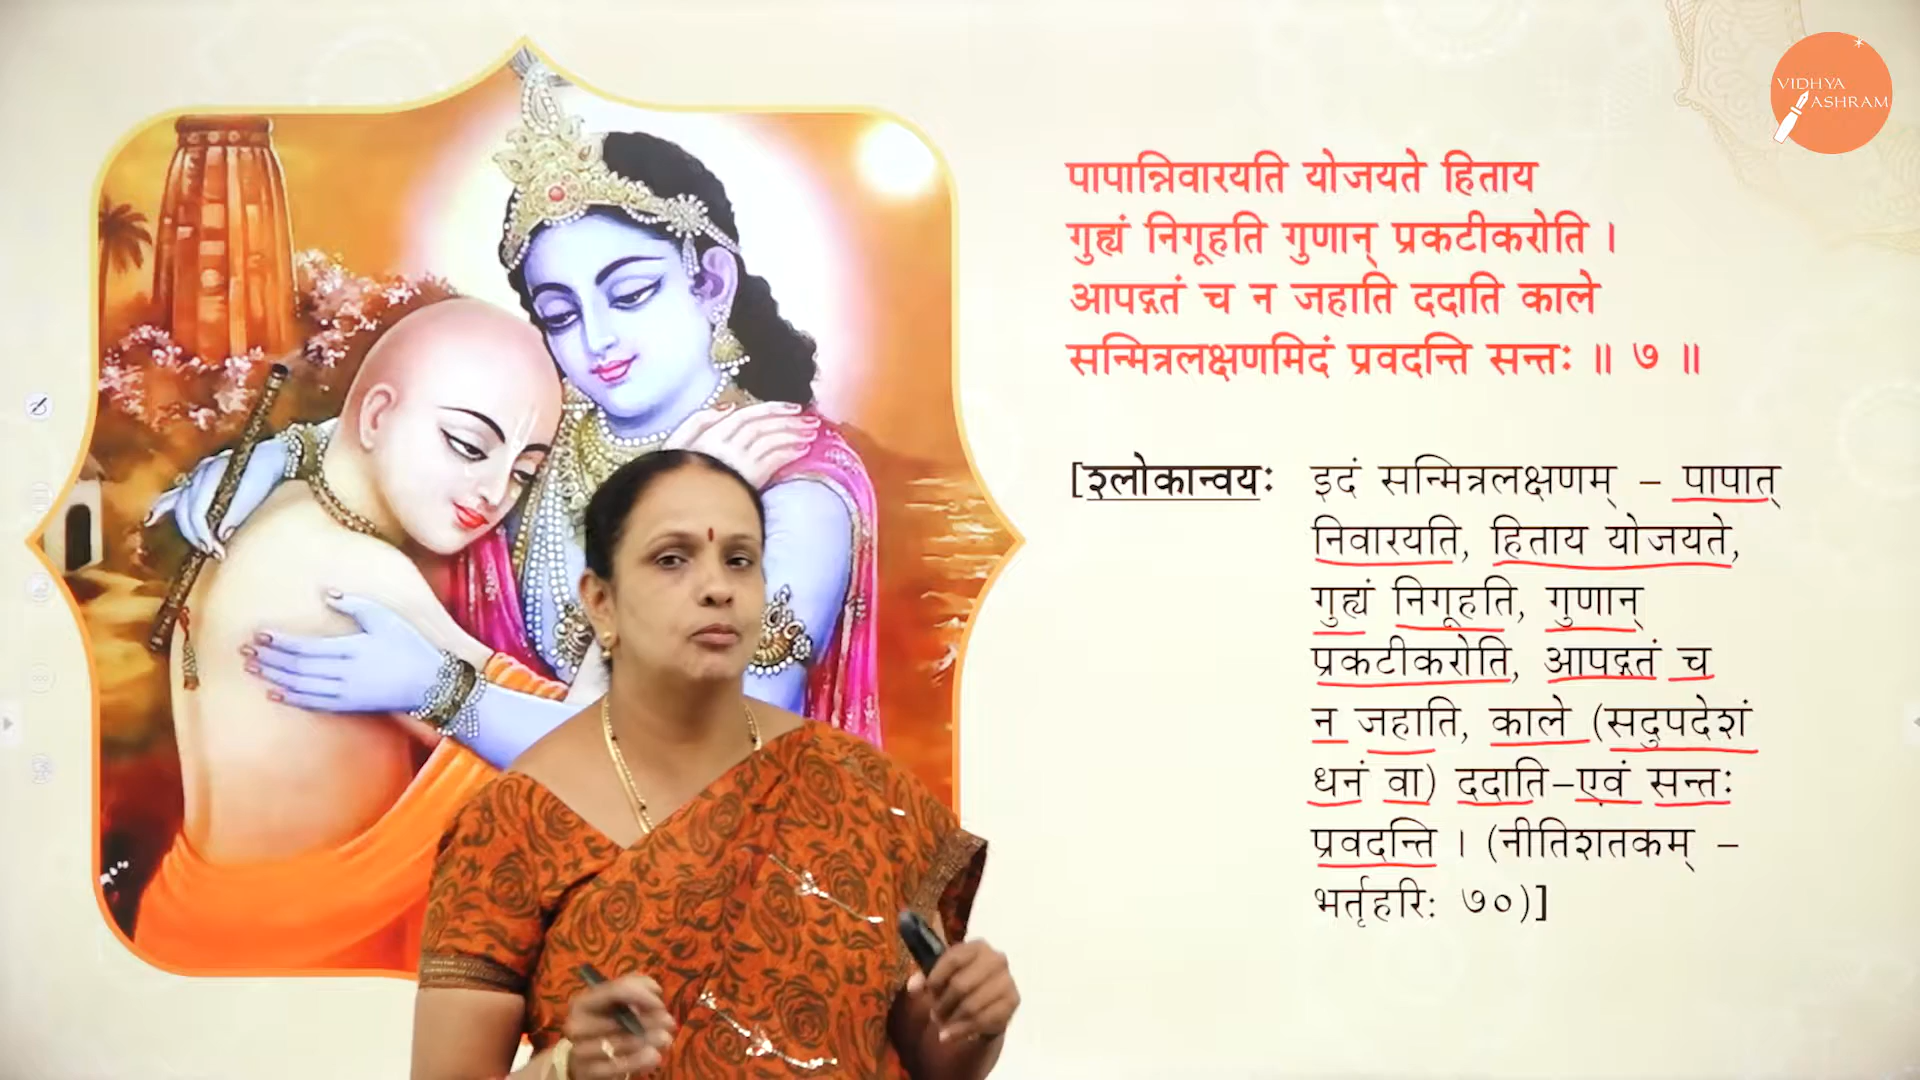 VIDHYA
ASHRAM
पापान्निवारयति योजयते हिताय
गुह्यं निगूहति गुणान् प्रकटीकरोति ।
आपद्गतं च न जहाति ददाति काले
सन्मित्रलक्षणमिदं प्रवदन्ति सन्तः ॥ ७ ॥
[श्लोकान्वयः इदं सन्मित्रलक्षणम् – पापात्
निवारयति, हिताय योजयते,
गुह्यं निगूहति, गुणान्
प्रकटीकरोति, आपद्गतं च
न जहाति, काले (सदुपदेशं
धनं वा) ददाति–एवं सन्तः
प्रवदन्ति । (नीतिशतकम् –
भर्तृहरिः ७०)]